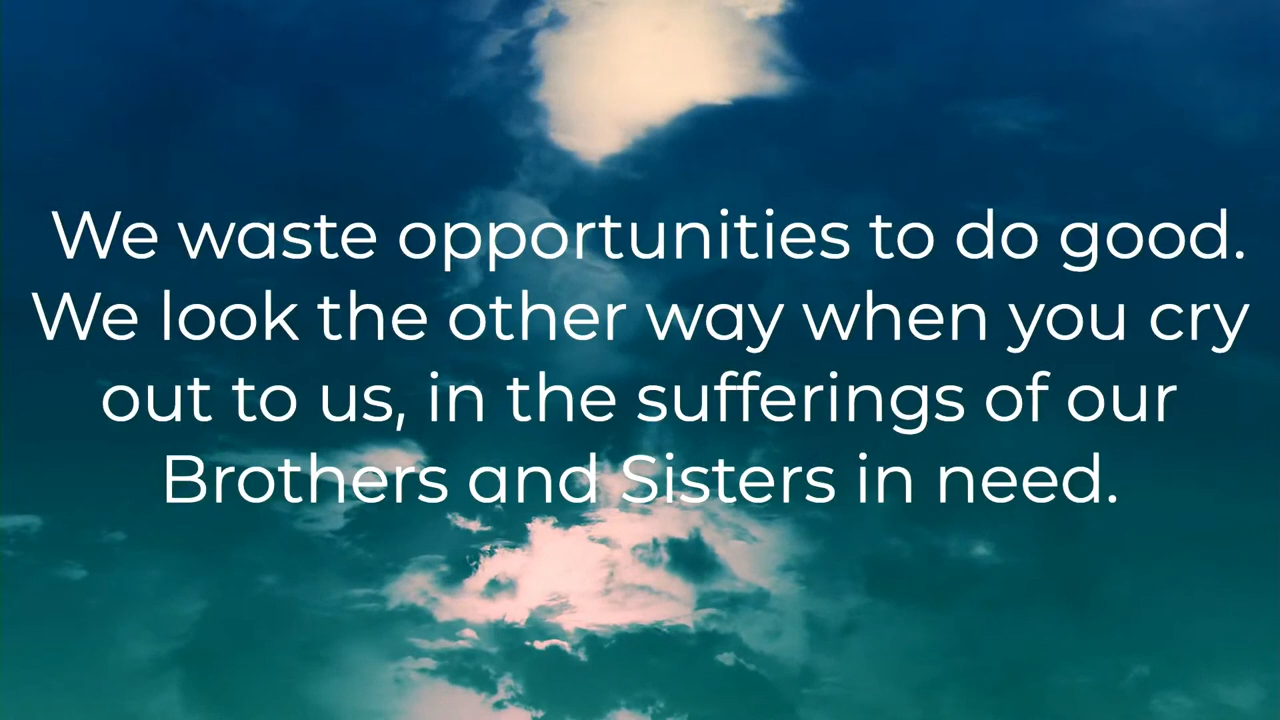 We waste opportunities to do good.
We look the other way when you cry
out to us, in the sufferings of our
Brothers and Sisters in need.